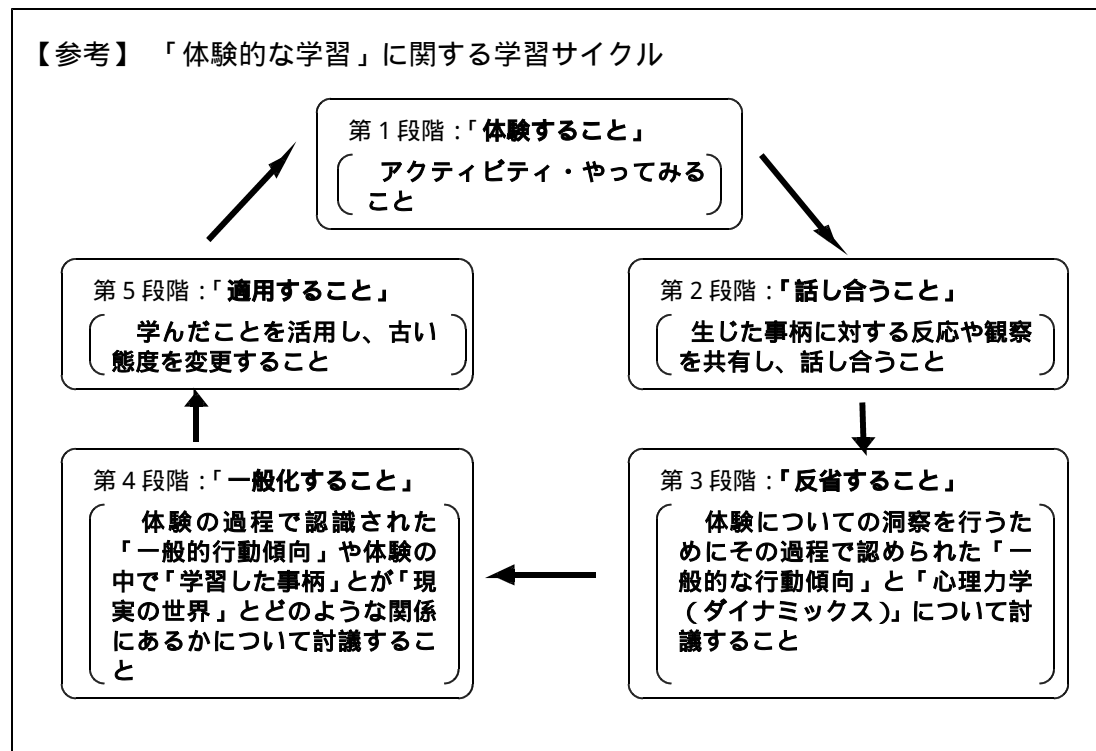 【参考】 「体験的な学習」に関する学習サイクル
第1段階:「体験すること」
アクティビティ・やってみる
こと
第2段階:「話し合うこと」
生じた事柄に対する反応や観察
を共有し、話し合うこと
第3段階:「反省すること」
体験についての洞察を行うた
めにその過程で認められた「一
般的な行動傾向」と「心理力学
(ダイナミックス)」について討
議すること
第4段階:「一般化すること」
体験の過程で認識された
「一般的行動傾向」や体験の
中で「学習した事柄」とが「現
実の世界」とどのような関係
にあるかについて討議するこ
と
第5段階:「適用すること」
学んだことを活用し、古い
態度を変更すること